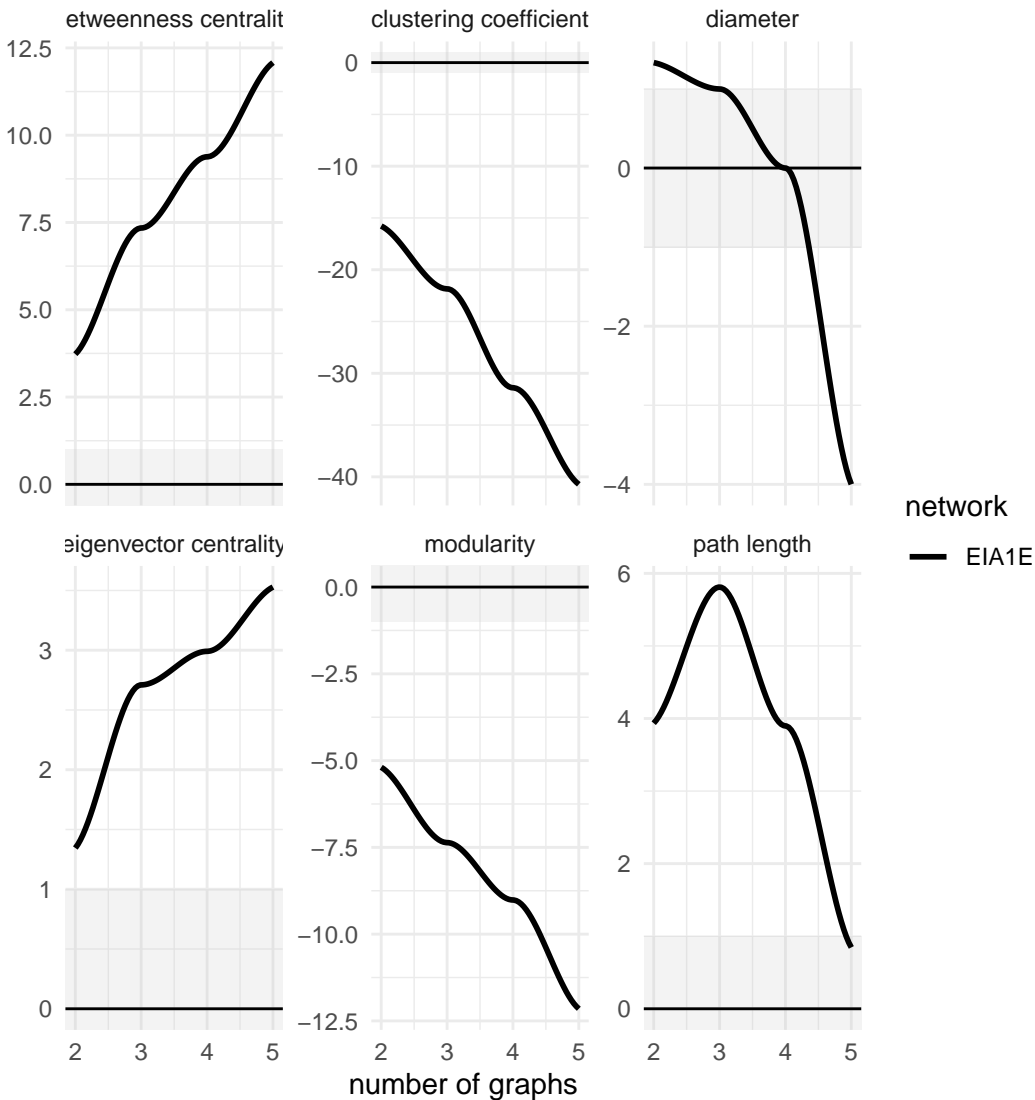 etweenness centralit
clustering coefficient
diameter
12.5
10.0
7.5
5.0
2.5
0.0
0
−10
−20
−30
−40
0
−2
−4
eigenvector centrality
modularity
path length
3
2
1
0
0.0
−2.5
−5.0
−7.5
−10.0
−12.5
6
4
2
0
2 3 4 5
2 3 4 5
2 3 4 5
number of graphs
network
EIA1E